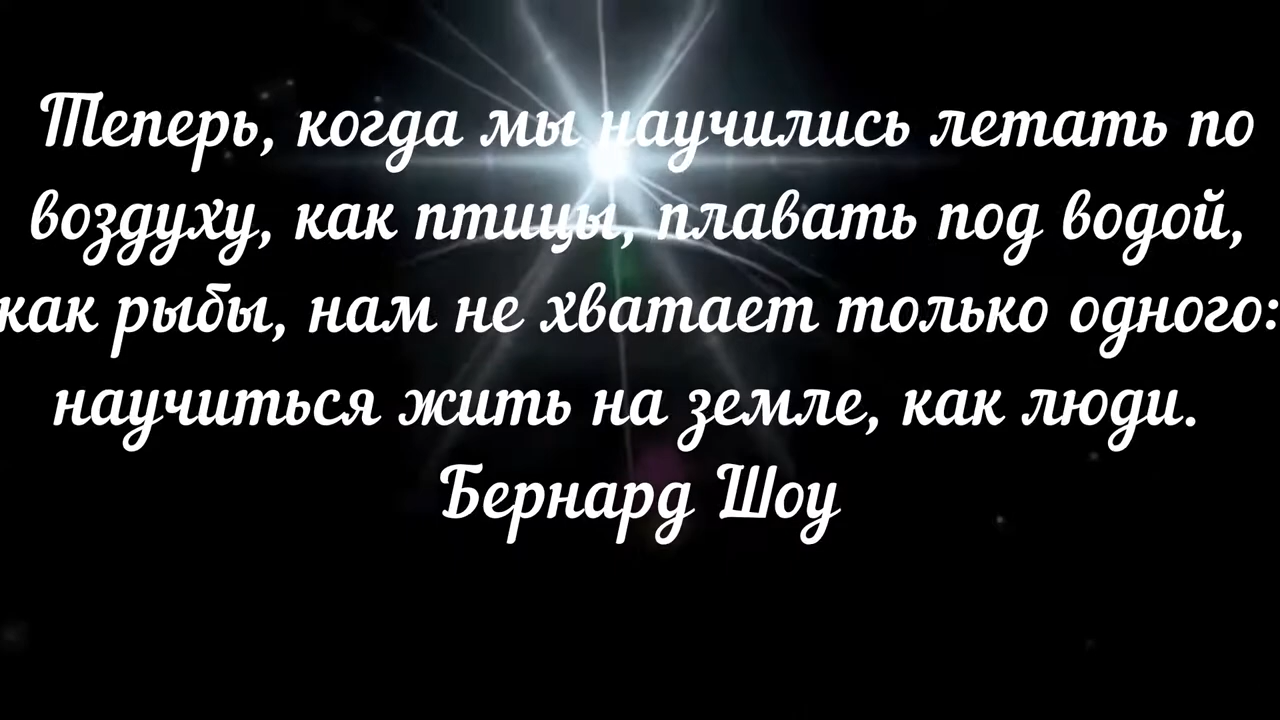 Теперь, когда мы научились летать по
воздуху, как птицы, плавать под водой,
как рыбы, нам не хватает только одного:
научиться жить на земле, как люди.
Бернард Шоу